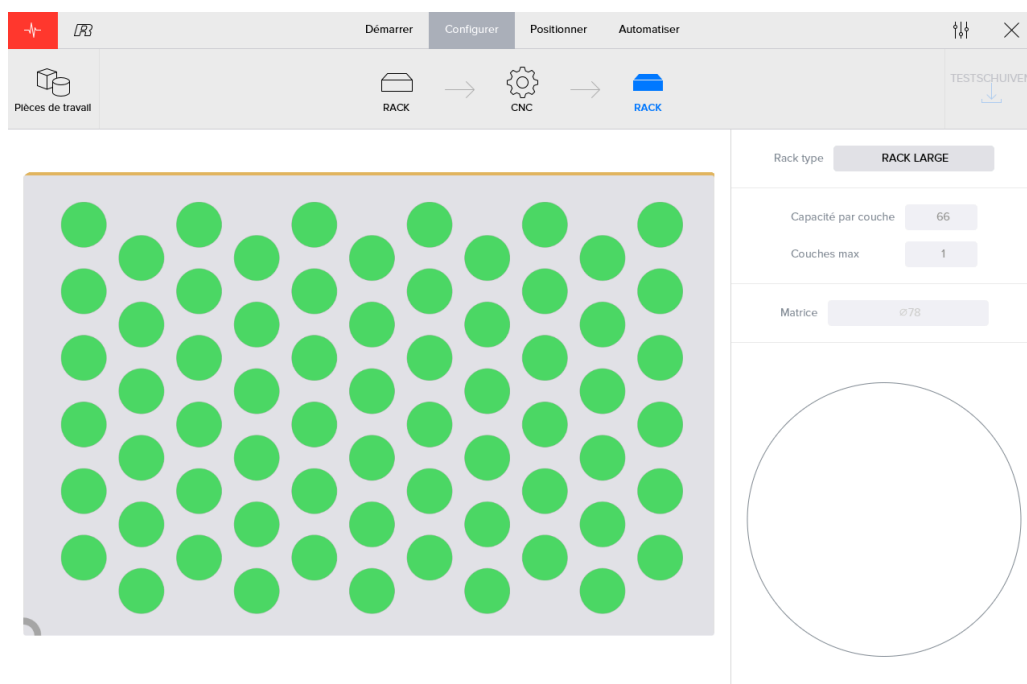 Démarrer
Configurer
Positionner
Automatiser
Pièces de travail
RACK
CNC
RACK
TESTSCHUIVEN
Rack type
RACK LARGE
Capacité par couche
66
Couches max
1
Matrice
⌀78